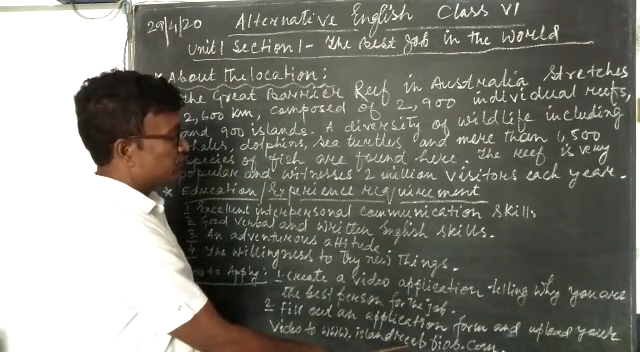 29/4/20 Alternative English Class VI
Unit 1 Section 1 - The Best Job in the World
* About the location:
The Great Barrier Reef in Australia stretches
2,600 km, composed of 2,900 individual reefs,
and 900 islands. A diversity of wildlife including
whales, dolphins, sea turtles, and more than 1,500
species of fish are found here. The reef is very
popular and witnesses 2 million visitors each year.
* Education/Experience requirement
1. Excellent interpersonal communication skills
2. Good verbal and written English skills.
3. An adventurous attitude
4. The willingness to try new things.
to Apply: 1. Create a video application telling why you are
the best person for the job.
2. Fill out an application form and upload your
video to www.islandreefjob.com.